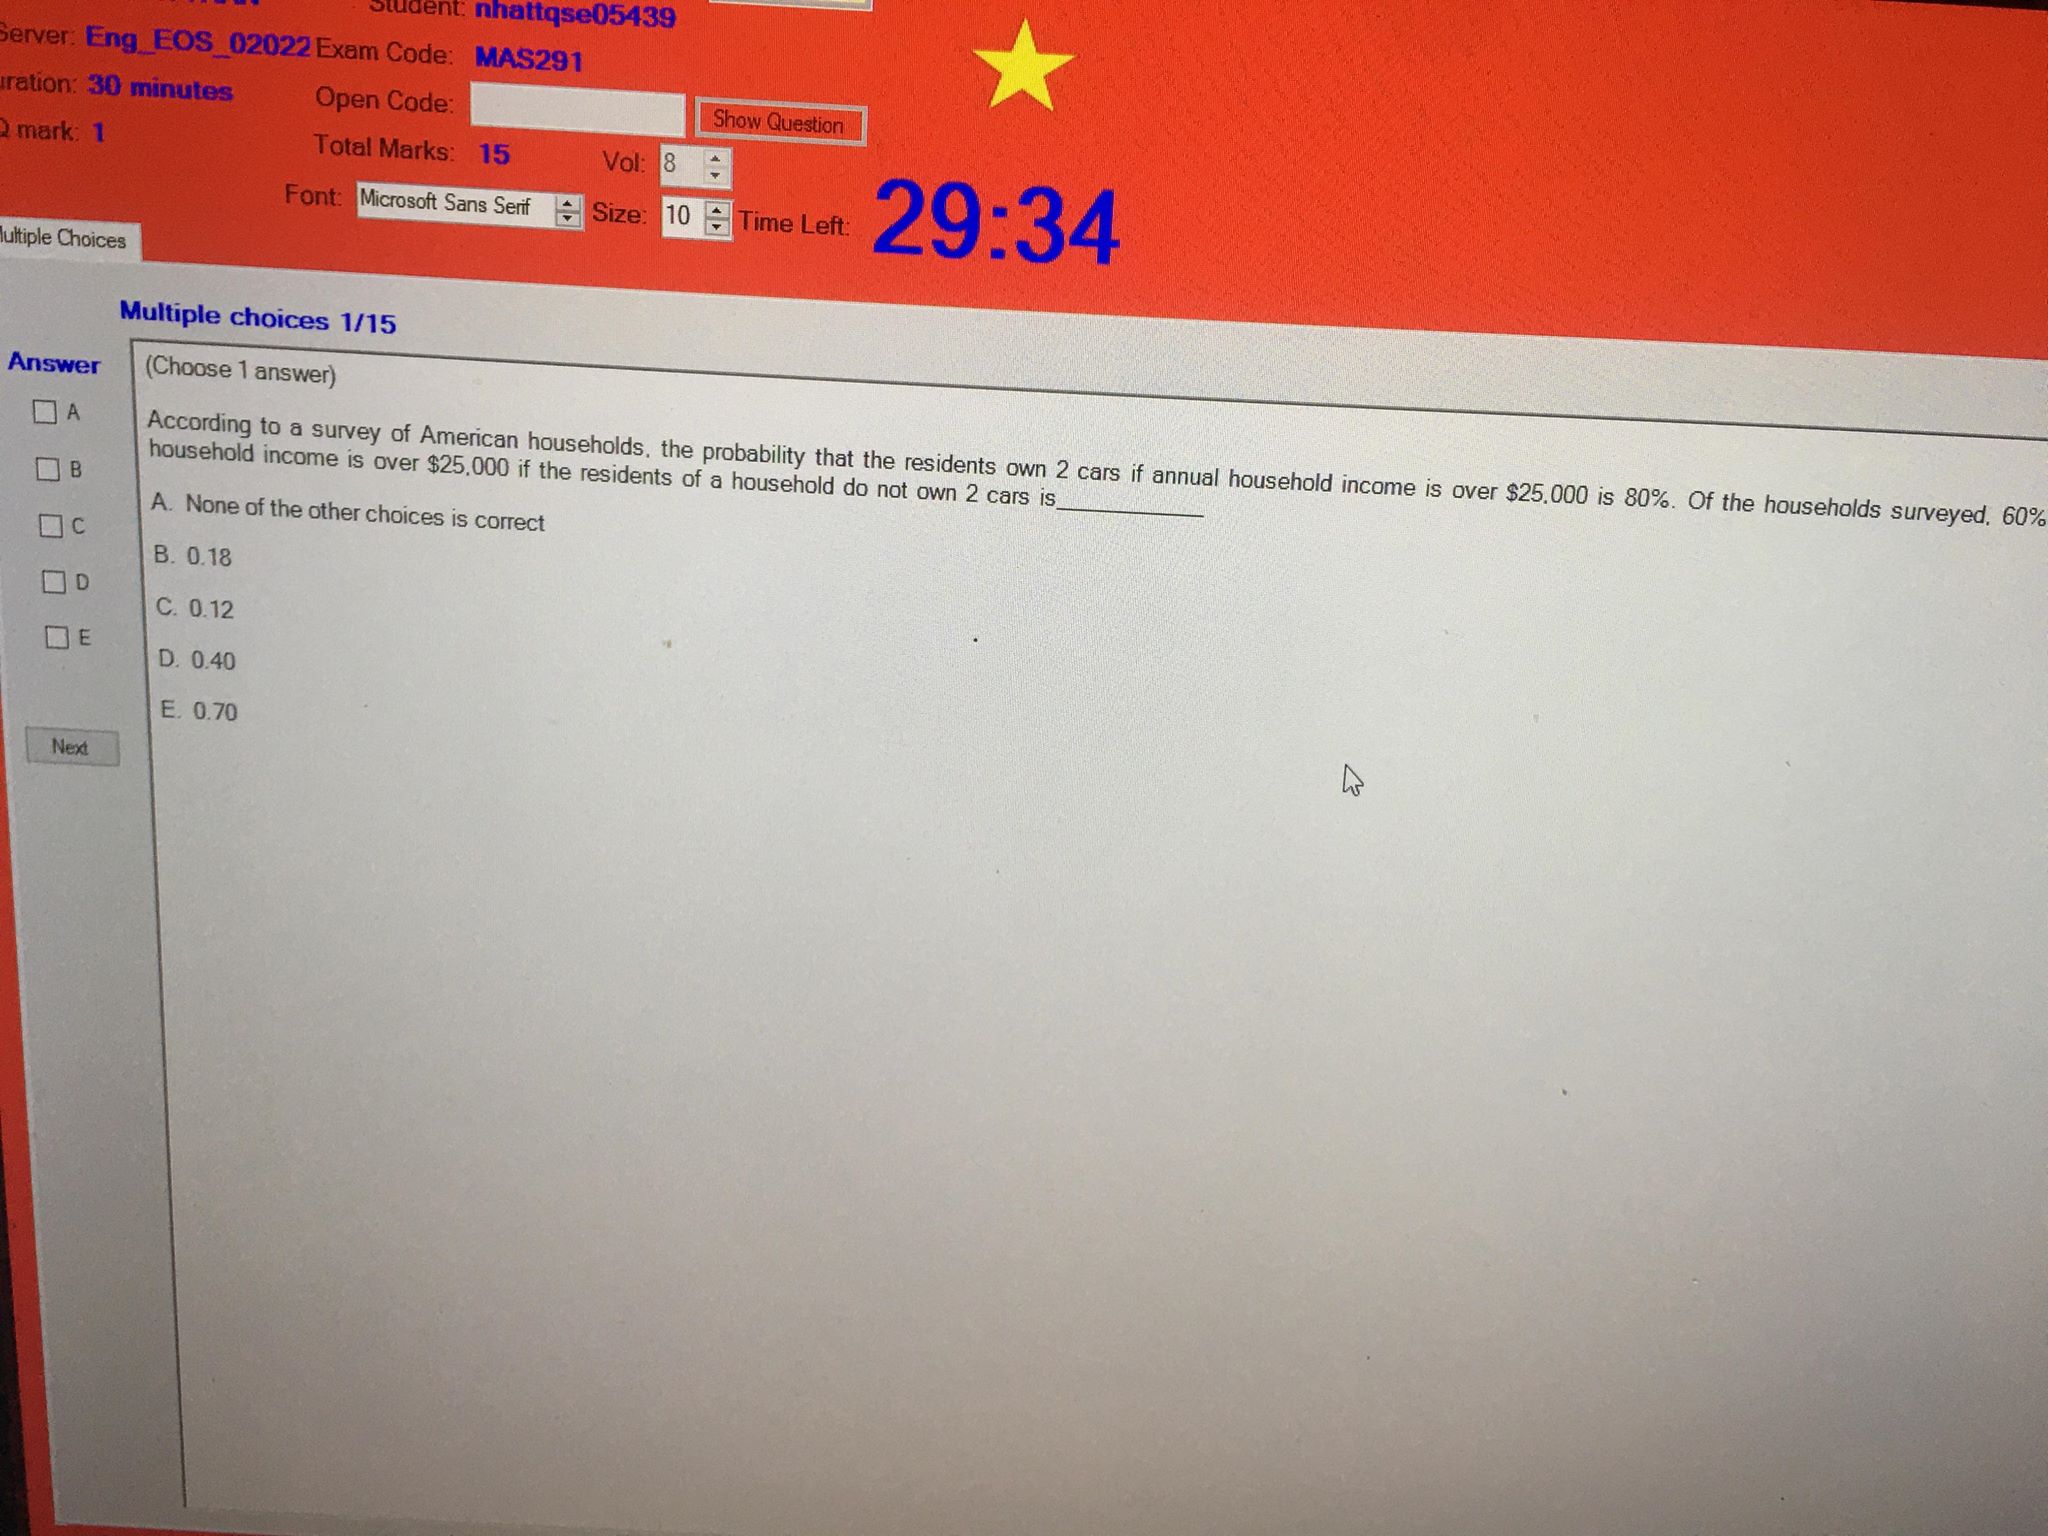 Student: nhattqse05439
Server: Eng_EOS_02022 Exam Code: MAS291
uration: 30 minutes Open Code: Show Question
Q mark: 1 Total Marks: 15 Vol: 8
Font: Microsoft Sans Serif Size: 10 Time Left: 29:34
ultiple Choices
Multiple choices 1/15
Answer
(Choose 1 answer)
According to a survey of American households, the probability that the residents own 2 cars if annual household income is over $25,000 is 80%. Of the households surveyed, 60%
household income is over $25,000 if the residents of a household do not own 2 cars is___________
A. None of the other choices is correct
B. 0.18
C. 0.12
D. 0.40
E. 0.70
A
B
C
D
E
Next